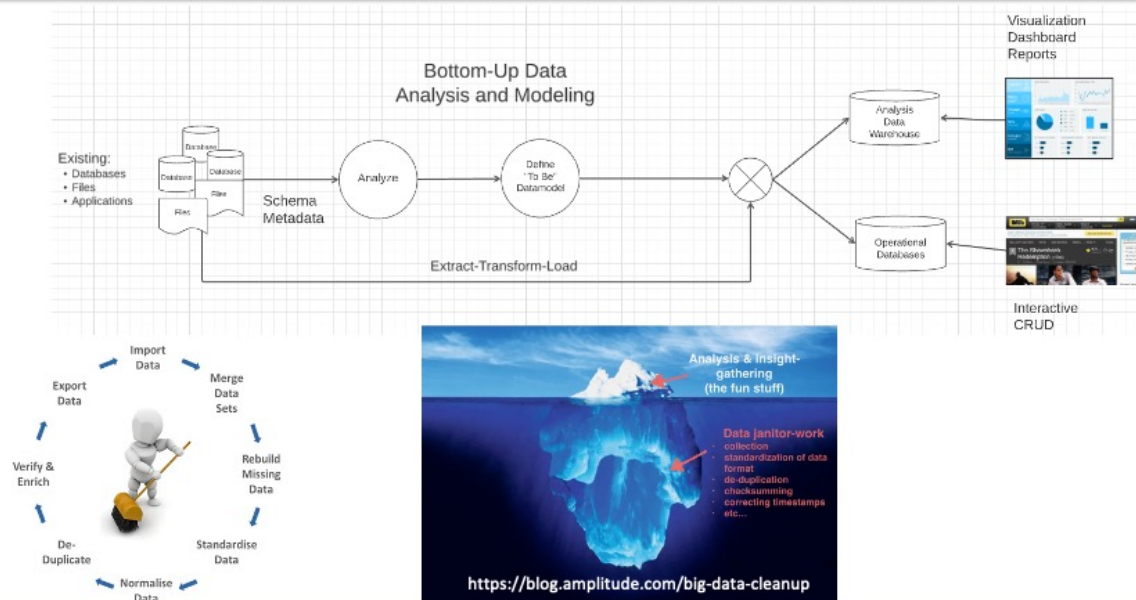 Visualization
Dashboard
Reports
Bottom-Up Data
Analysis and Modeling
Existing:
• Databases
• Files
• Applications
Database
Database
Database
Files
Files
Schema
Metadata
Analyze
Define
"To Be"
Datamodel
Extract-Transform-Load
Analysis
Data
Warehouse
Operational
Databases
Interactive
CRUD
Import
Data
Merge
Data
Sets
Rebuild
Missing
Data
Standardise
Data
Normalise
Data
De-
Duplicate
Verify &
Enrich
Export
Data
Analysis & insight-
gathering
(the fun stuff)
Data janitor-work
· collection
· standardization of data
format
· de-duplication
· checksumming
· correcting timestamps
· etc...
https://blog.amplitude.com/big-data-cleanup